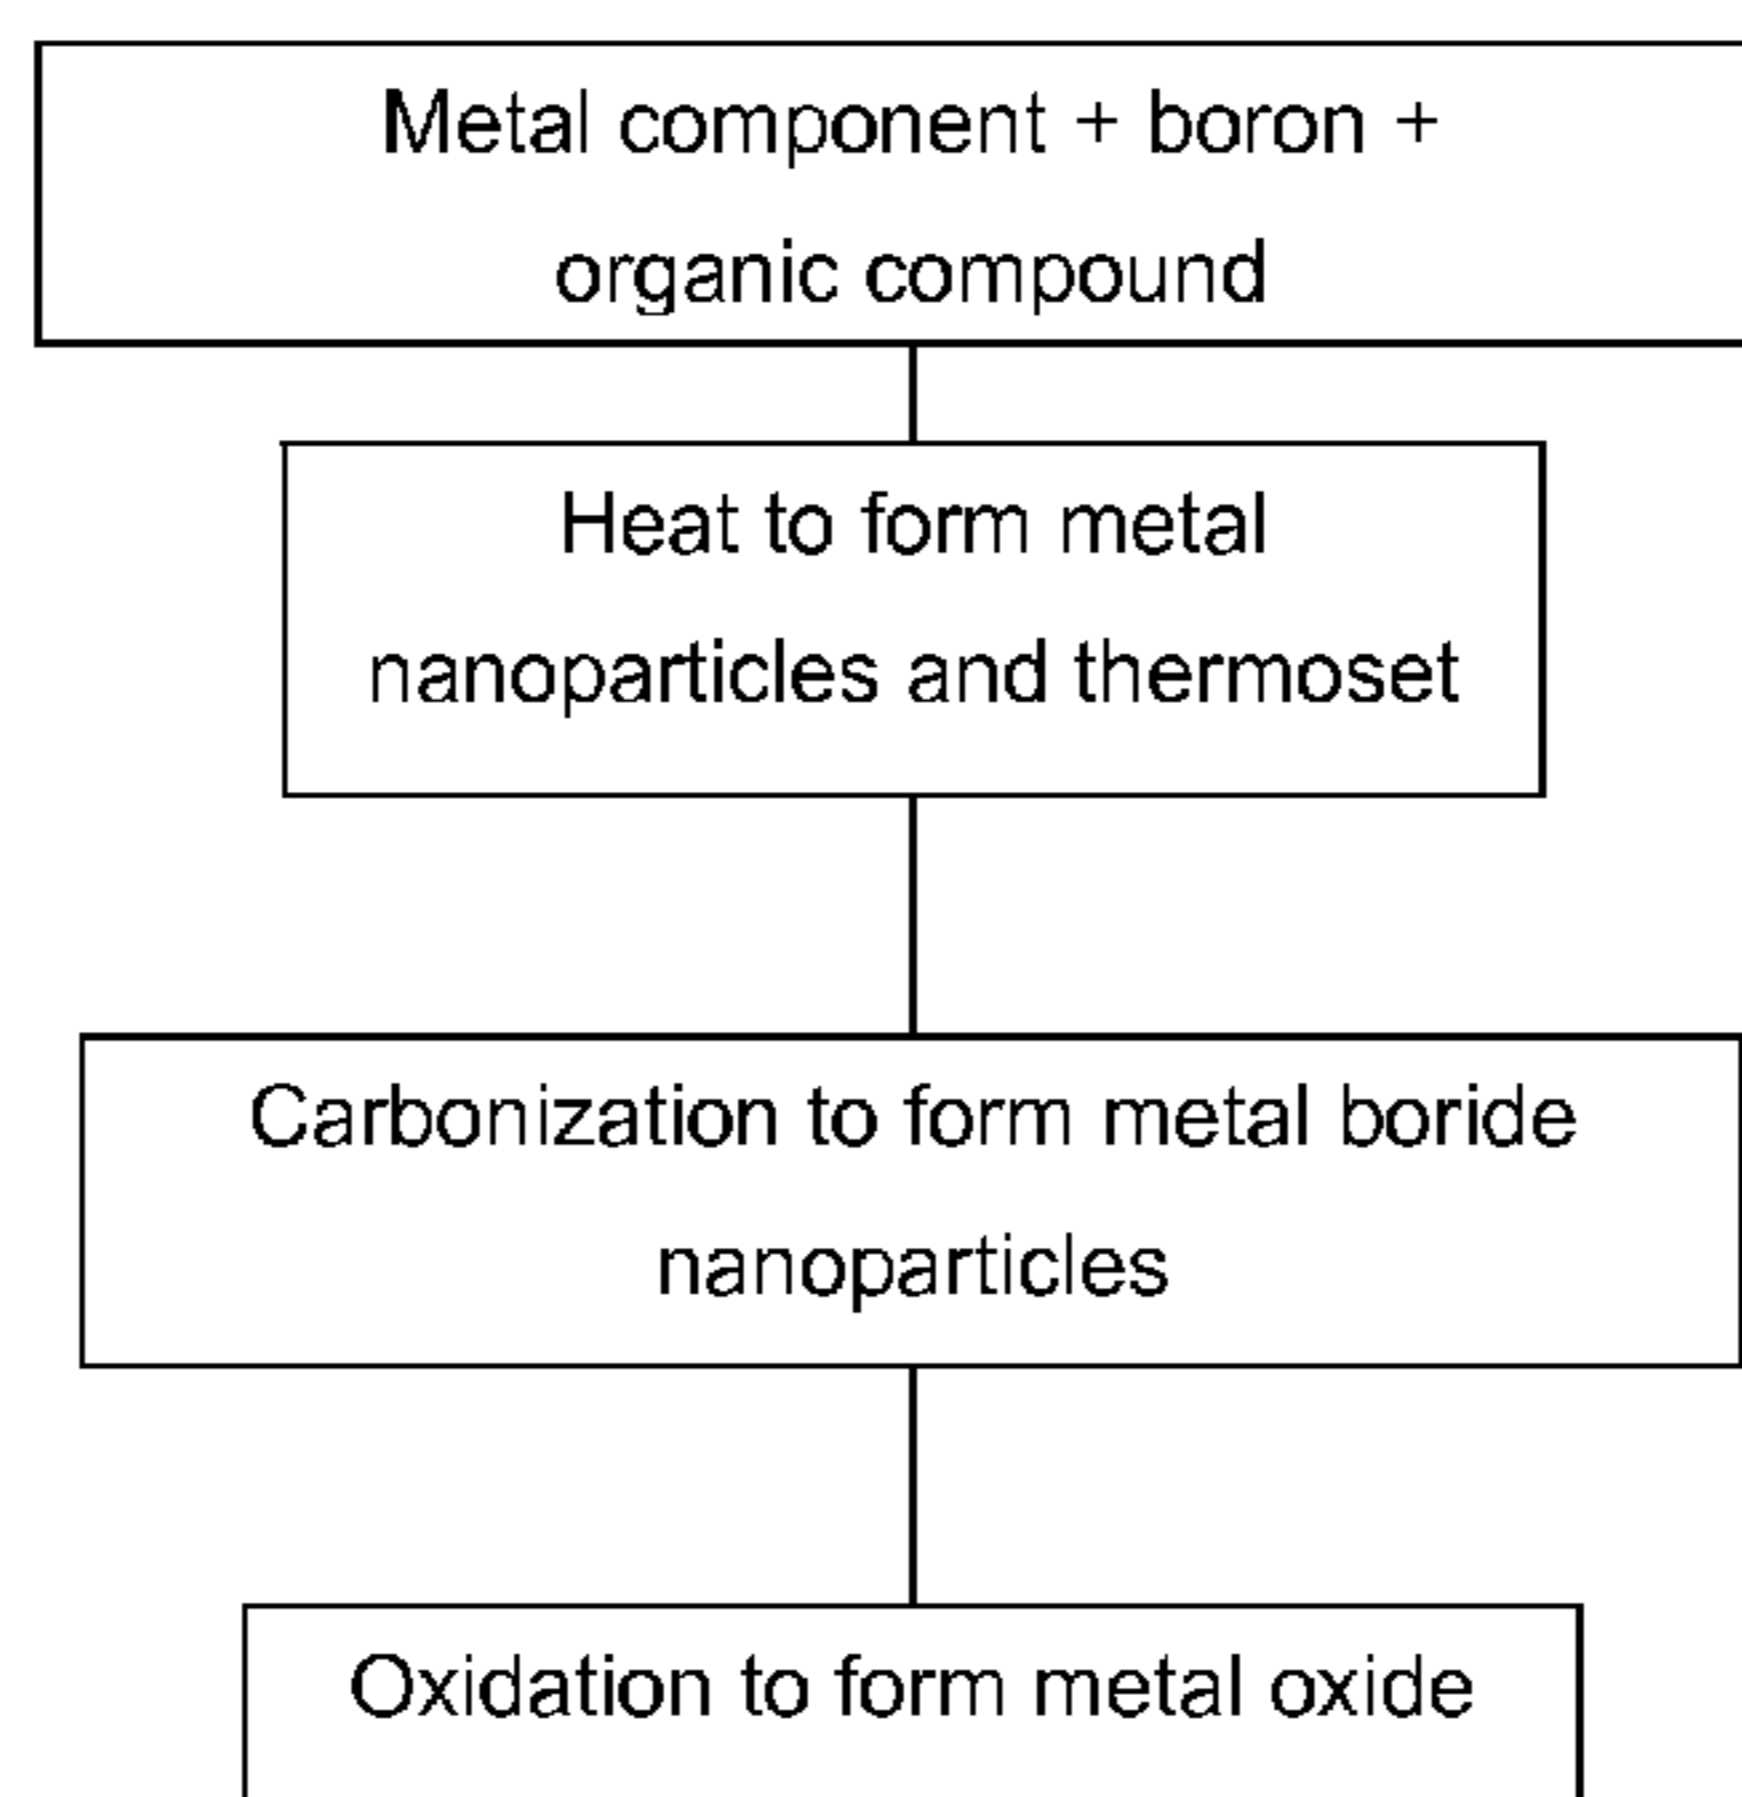 Metal component + boron +
organic compound
Heat to form metal
nanoparticles and thermoset
Carbonization to form metal boride
nanoparticles
Oxidation to form metal oxide